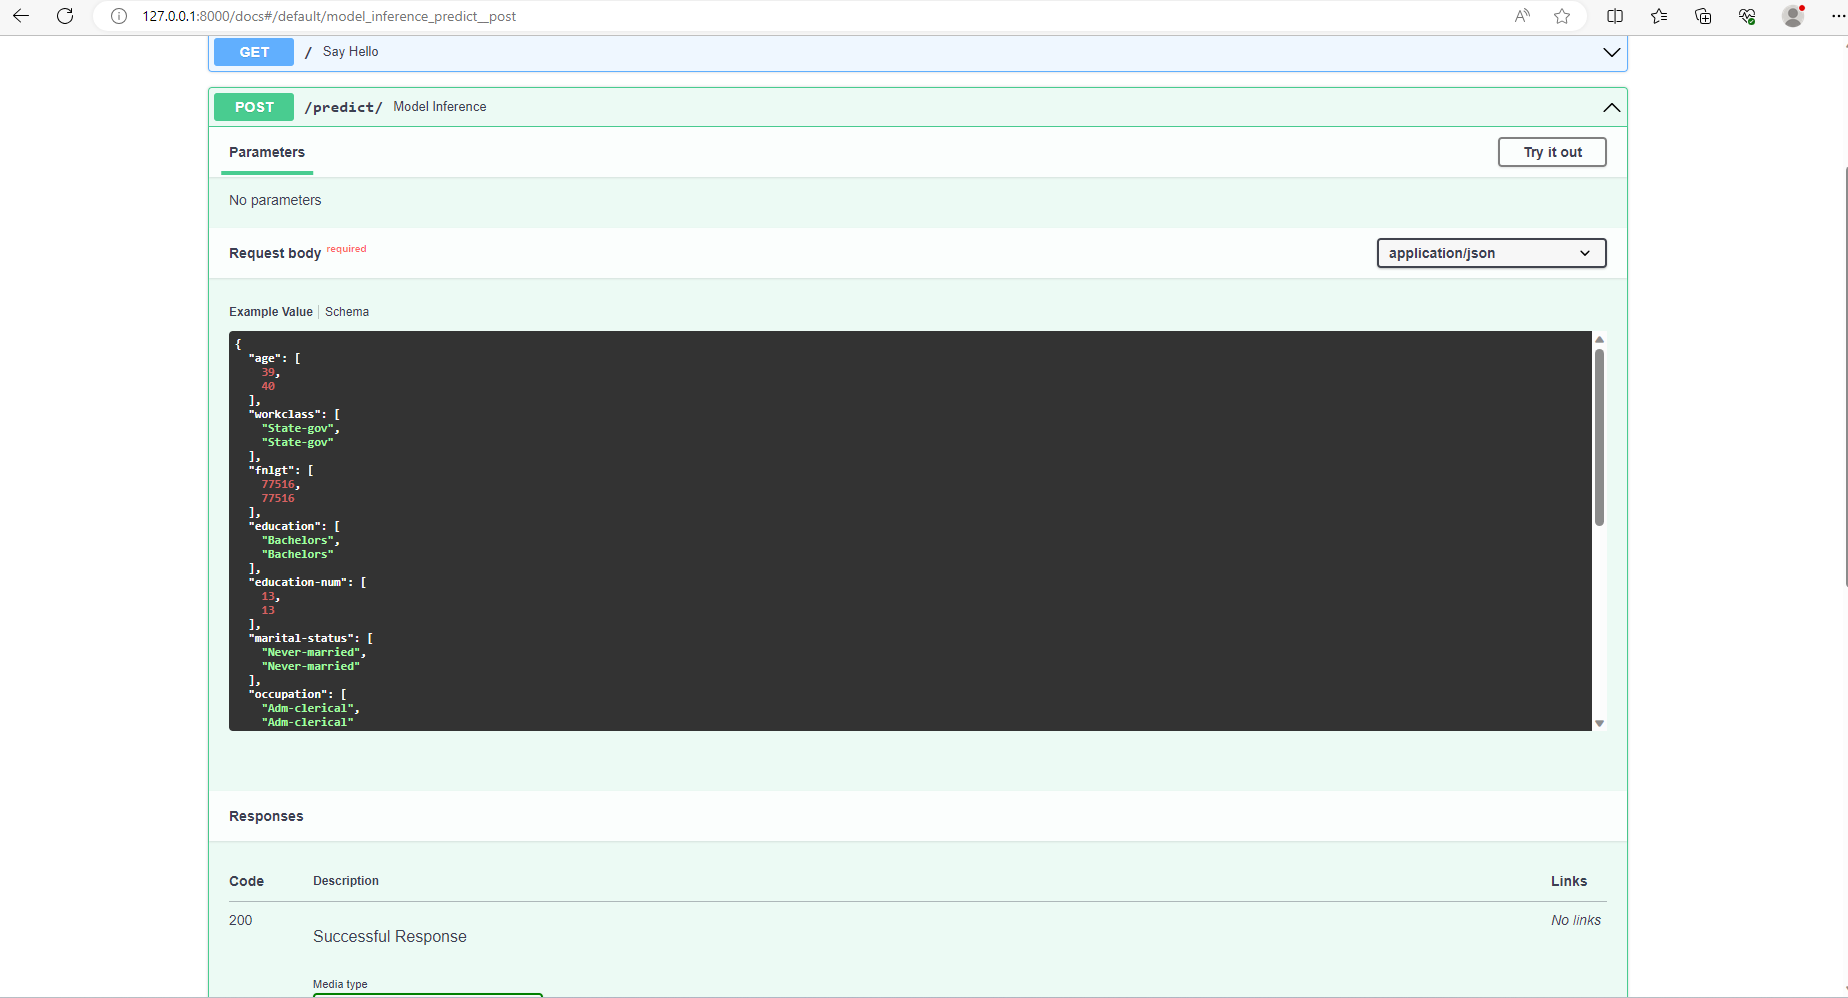 127.0.0.1:8000/docs#/default/model_inference_predict__post
GET / Say Hello
POST /predict/ Model Inference
Parameters
Try it out
No parameters
Request body required
application/json
Example Value Schema
{
"age": [
39,
40
],
"workclass": [
"State-gov",
"State-gov"
],
"fnlgt": [
77516,
77516
],
"education": [
"Bachelors",
"Bachelors"
],
"education-num": [
13,
13
],
"marital-status": [
"Never-married",
"Never-married"
],
"occupation": [
"Adm-clerical",
"Adm-clerical"
Responses
Code Description Links
200 No links
Successful Response
Media type